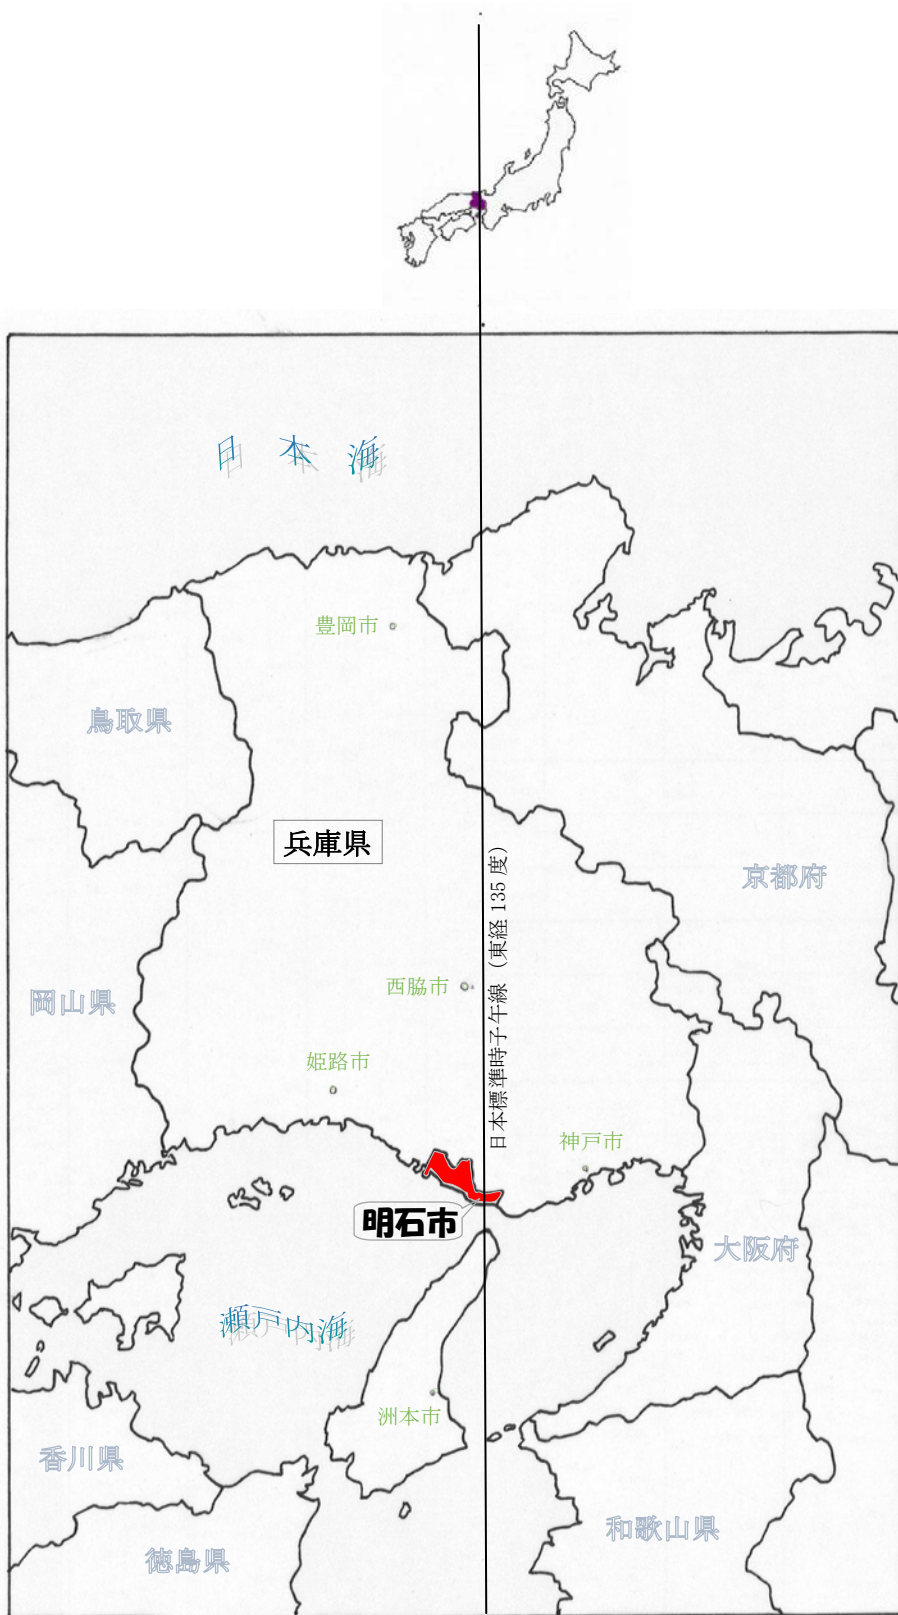 日本海
豊岡市
鳥取県
兵庫県
京都府
日本標準時子午線（東経 135 度）
西脇市
岡山県
姫路市
神戸市
明石市
大阪府
瀬戸内海
洲本市
香川県
和歌山県
徳島県